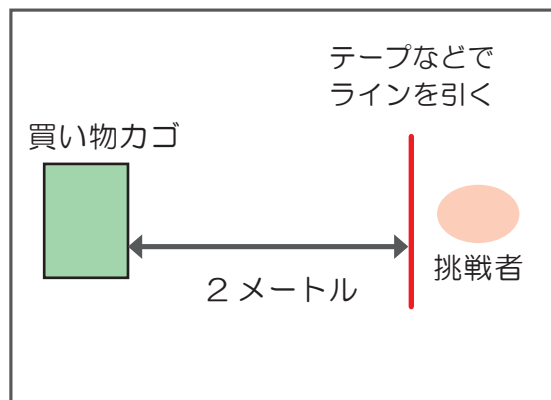 テープなどで
ラインを引く
買い物カゴ
2メートル
挑戦者